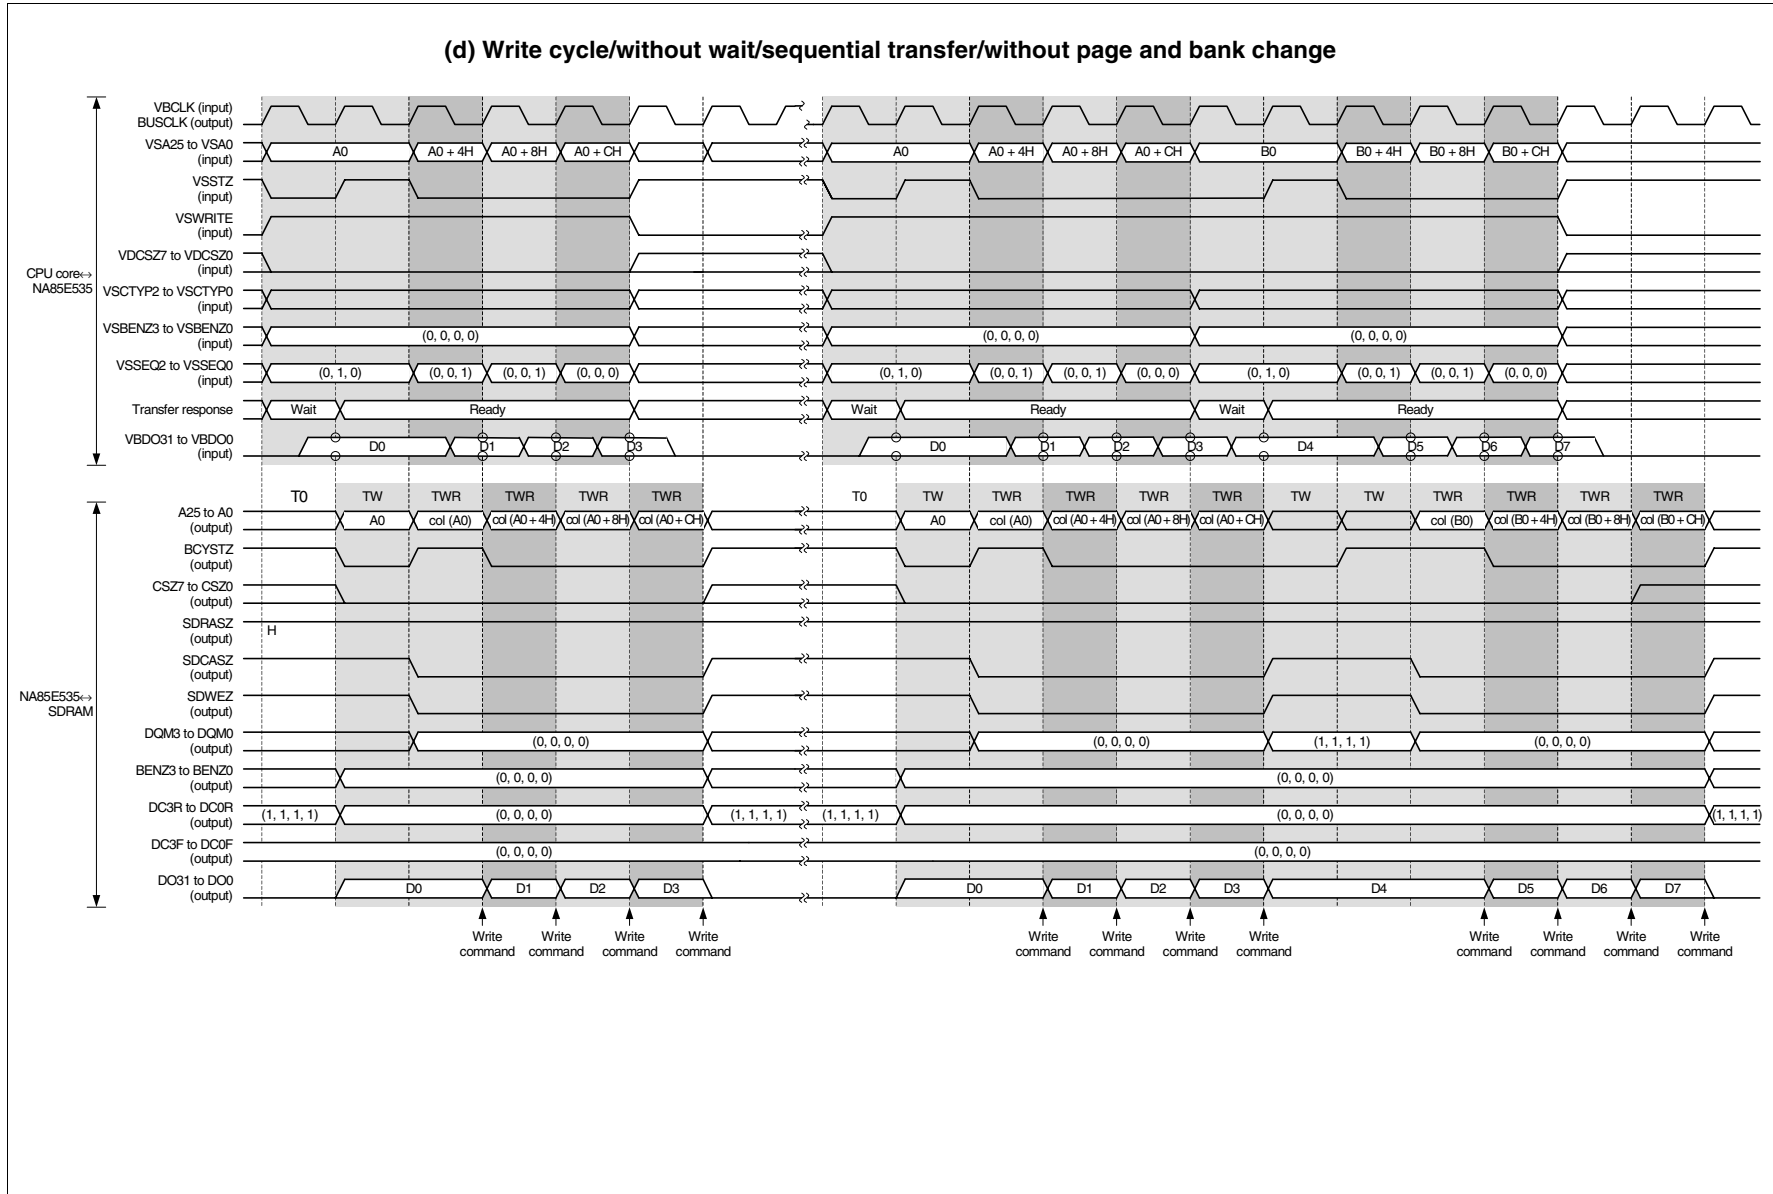 (d) Write cycle/without wait/sequential transfer/without page and bank change
VBCLK (input)
BUSCLK (output)
VSA25 to VSA0
(input)
A0 A0 + 4H A0 + 8H A0 + CH A0 A0 + 4H A0 + 8H A0 + CH B0 B0 + 4H B0 + 8H B0 + CH
VSSTZ
(input)
VSWRITE
(input)
VDCSZ7 to VDCSZ0
(input)
CPU core↔
NA85E535
VSCTYP2 to VSCTYP0
(input)
VSBENZ3 to VSBENZ0
(input)
(0, 0, 0, 0) (0, 0, 0, 0) (0, 0, 0, 0)
VSSEQ2 to VSSEQ0
(input)
(0, 1, 0) (0, 0, 1) (0, 0, 1) (0, 0, 0) (0, 1, 0) (0, 0, 1) (0, 0, 1) (0, 0, 0) (0, 1, 0) (0, 0, 1) (0, 0, 1) (0, 0, 0)
Transfer response Wait Ready Wait Ready Wait Ready
VBDO31 to VBDO0
(input)
D0 D1 D2 D3 D0 D1 D2 D3 D4 D5 D6 D7
T0 TW TWR TWR TWR TWR T0 TW TWR TWR TWR TWR TW TW TWR TWR TWR TWR
A25 to A0
(output)
A0 col (A0) col (A0 + 4H) col (A0 + 8H) col (A0 + CH) A0 col (A0) col (A0 + 4H) col (A0 + 8H) col (A0 + CH) col (B0) col (B0 + 4H) col (B0 + 8H) col (B0 + CH)
BCYSTZ
(output)
CSZ7 to CSZ0
(output)
SDRASZ
(output)
H
SDCASZ
(output)
NA85E535↔
SDRAM
SDWEZ
(output)
DQM3 to DQM0
(output)
(0, 0, 0, 0) (0, 0, 0, 0) (1, 1, 1, 1) (0, 0, 0, 0)
BENZ3 to BENZ0
(output)
(0, 0, 0, 0) (0, 0, 0, 0)
DC3R to DC0R
(output)
(1, 1, 1, 1) (0, 0, 0, 0) (1, 1, 1, 1) (1, 1, 1, 1) (0, 0, 0, 0) (1, 1, 1, 1)
DC3F to DC0F
(output)
(0, 0, 0, 0) (0, 0, 0, 0)
DO31 to DO0
(output)
D0 D1 D2 D3 D0 D1 D2 D3 D4 D5 D6 D7
Write Write Write Write Write Write Write Write Write Write Write Write
command command command command command command command command command command command command